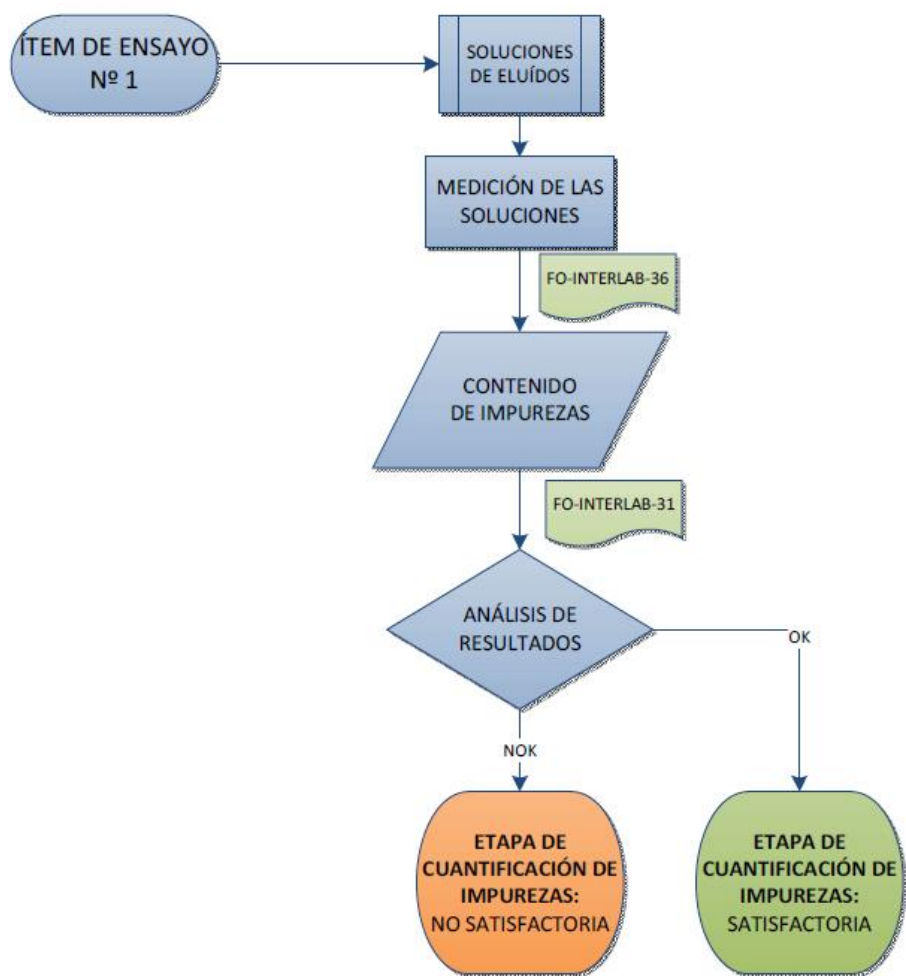 ÍTEM DE ENSAYO
Nº 1
SOLUCIONES
DE ELUÍDOS
MEDICIÓN DE LAS
SOLUCIONES
FO-INTERLAB-36
CONTENIDO
DE IMPUREZAS
FO-INTERLAB-31
ANÁLISIS DE
RESULTADOS
OK
NOK
ETAPA DE
CUANTIFICACIÓN DE
IMPUREZAS:
NO SATISFACTORIA
ETAPA DE
CUANTIFICACIÓN DE
IMPUREZAS:
SATISFACTORIA